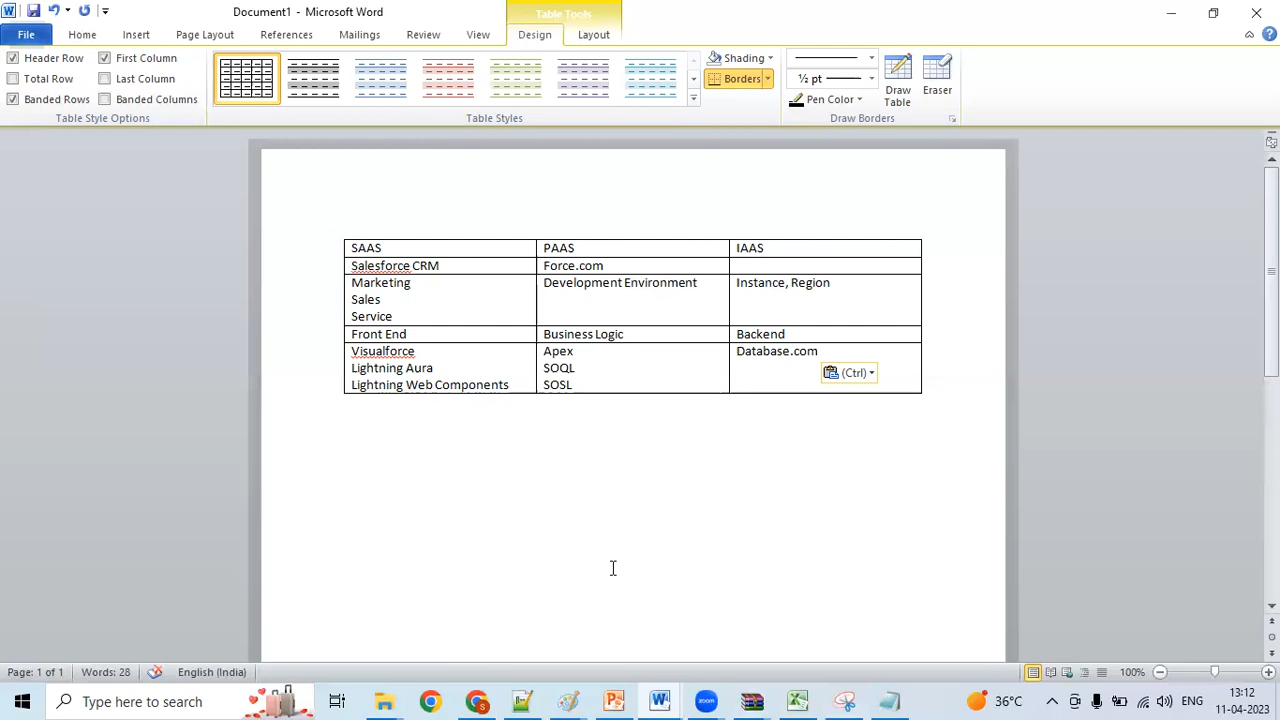 Document1 - Microsoft Word
Table Tools
File Home Insert Page Layout References Mailings Review View Design Layout
Header Row First Column
Total Row Last Column
Banded Rows Banded Columns
Table Style Options
Table Styles
Shading
Borders
½ pt
Pen Color
Draw Table
Eraser
Draw Borders
SAAS PAAS IAAS
Salesforce CRM Force.com
Marketing Development Environment Instance, Region
Sales
Service
Front End Business Logic Backend
Visualforce Apex Database.com
Lightning Aura SOQL
Lightning Web Components SOSL
(Ctrl)
Page: 1 of 1 Words: 28 English (India) 100%
Type here to search
36°C
ENG
13:12
11-04-2023